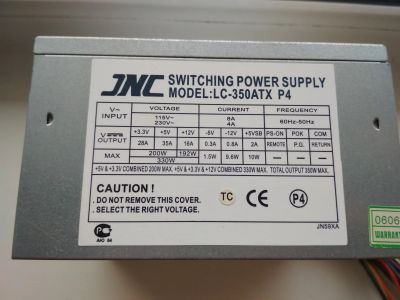 JNC SWITCHING POWER SUPPLY
MODEL:LC-350ATX P4
V~ INPUT VOLTAGE CURRENT FREQUENCY
115V~ 8A 60Hz-50Hz
230V~ 4A
V OUTPUT +3.3V +5V +12V -5V -12V +5VSB PS-ON POK COM
28A 35A 16A 0.3A 0.8A 2A REMOTE P.G. RETURN
MAX 200W 192W 1.5W 9.6W 10W
330W
+5V & +3.3V COMBINED 200W MAX. +5V & +3.3V & +12V COMBINED 330W MAX. TOTAL OUTPUT 350W MAX.
CAUTION !
. DO NOT REMOVE THIS COVER.
. SELECT THE RIGHT VOLTAGE.
TC
CE
P4
JN59XA
0606
WARRANT